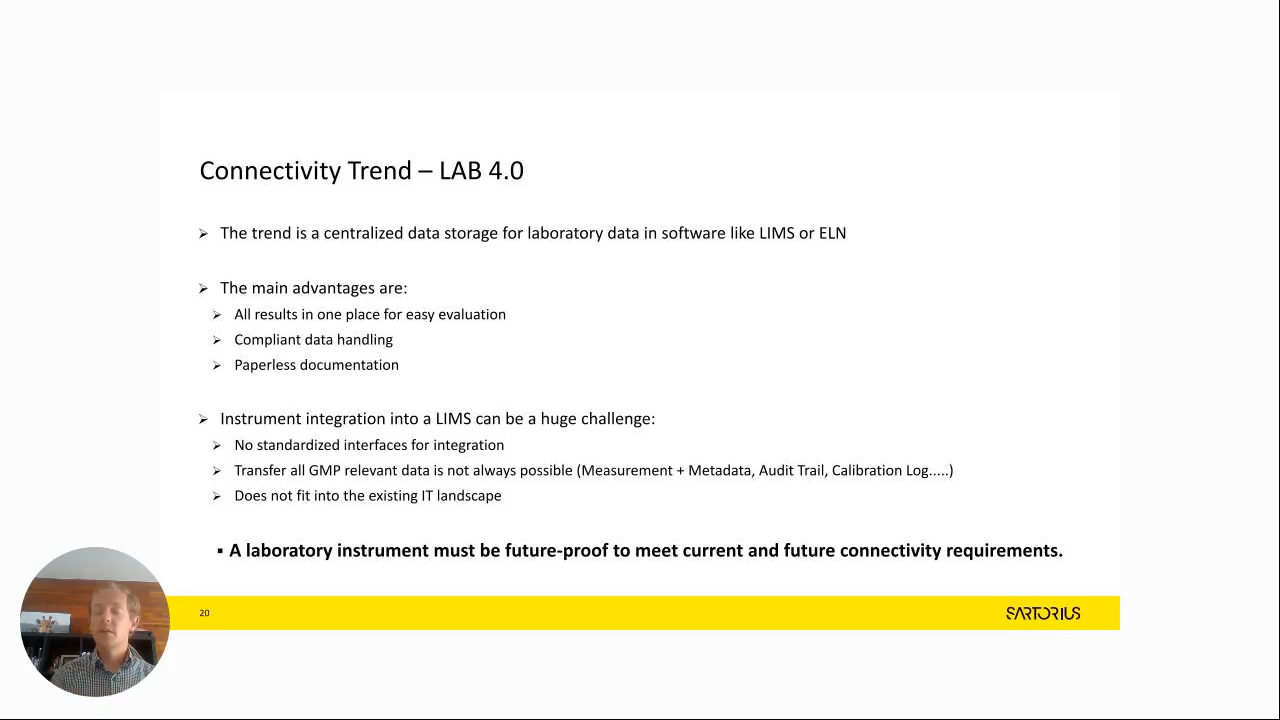 Connectivity Trend – LAB 4.0
➢ The trend is a centralized data storage for laboratory data in software like LIMS or ELN
➢ The main advantages are:
➢ All results in one place for easy evaluation
➢ Compliant data handling
➢ Paperless documentation
➢ Instrument integration into a LIMS can be a huge challenge:
➢ No standardized interfaces for integration
➢ Transfer all GMP relevant data is not always possible (Measurement + Metadata, Audit Trail, Calibration Log.....)
➢ Does not fit into the existing IT landscape
▪ A laboratory instrument must be future-proof to meet current and future connectivity requirements.
20
SARTORIUS